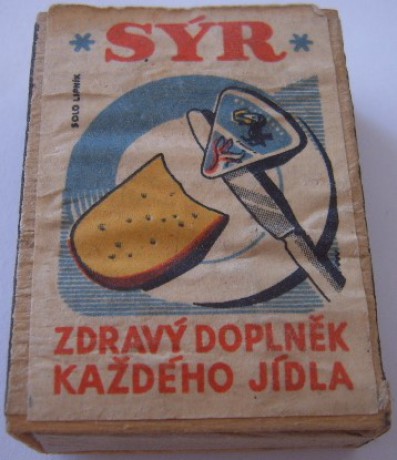 * SÝR *
SOLO LIPNÍK
ZDRAVÝ DOPLNĚK
KAŽDÉHO JÍDLA